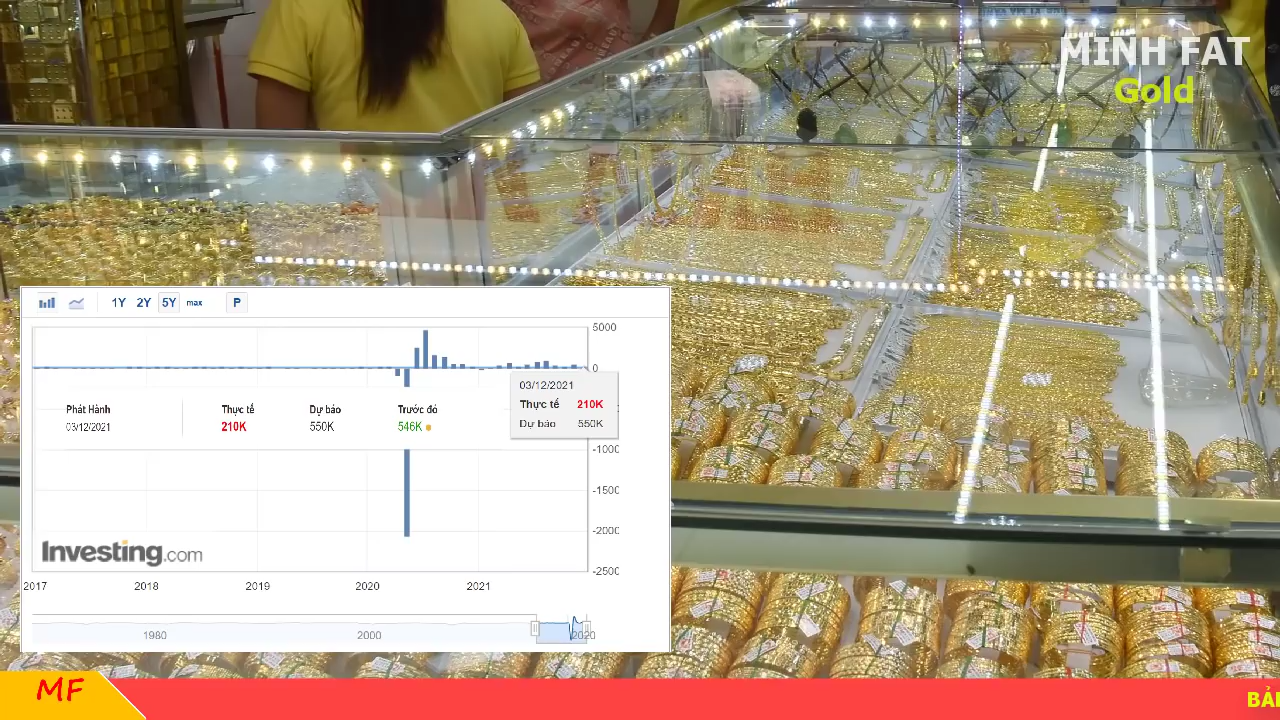 MINH FAT
Gold
1Y 2Y 5Y max P
5000
0
03/12/2021
Thực tế 210K
Dự báo 550K
Phát Hành Thực tế Dự báo Trước đó
03/12/2021 210K 550K 546K
-1000
-1500
-2000
-2500
Investing.com
2017 2018 2019 2020 2021
1980 2000 2020
MF